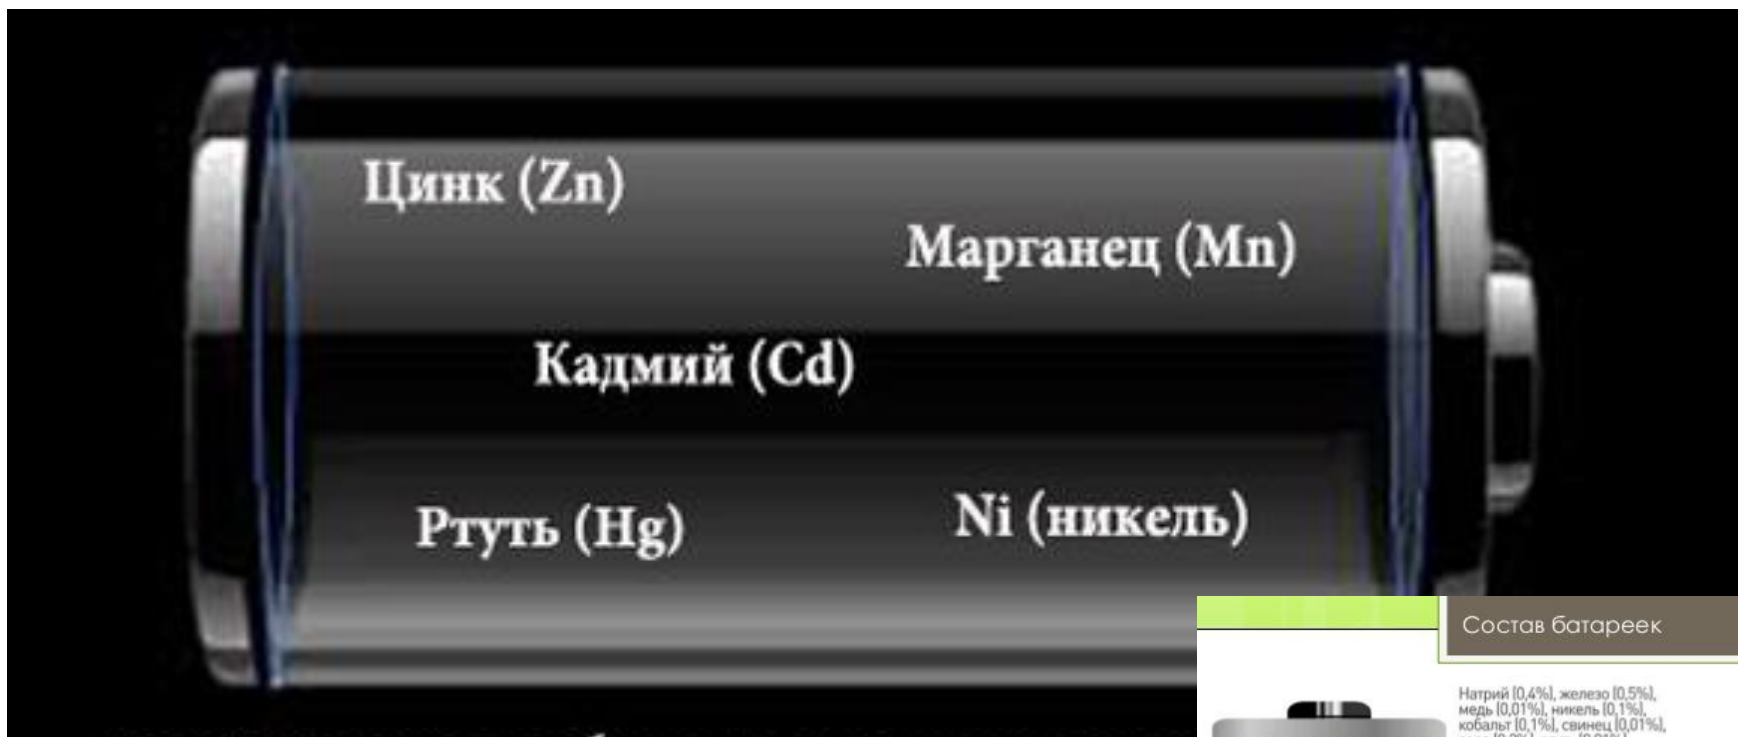 Цинк (Zn)
Марганец (Mn)
Кадмий (Cd)
Ртуть (Hg)
Ni (никель)
Состав батареек
Натрий (0,4%), железо (0,5%),
медь (0,01%), никель (0,1%),
кобальт (0,1%), свинец (0,01%),